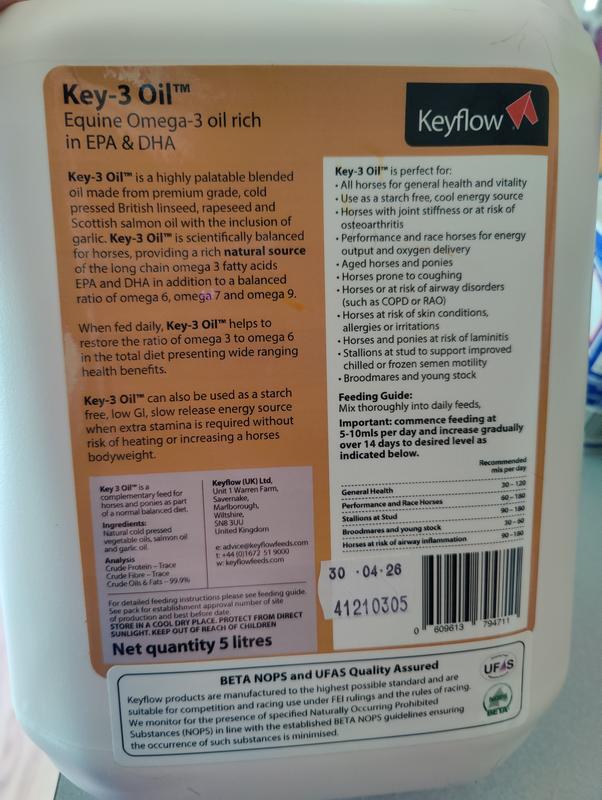 Key-3 Oil™
Equine Omega-3 oil rich
in EPA & DHA
Keyflow
Key-3 Oil™ is a highly palatable blended
oil made from premium grade, cold
pressed British linseed, rapeseed and
Scottish salmon oil with the inclusion of
garlic. Key-3 Oil™ is scientifically balanced
for horses, providing a rich natural source
of the long chain omega 3 fatty acids
EPA and DHA in addition to a balanced
ratio of omega 6, omega 7 and omega 9.
When fed daily, Key-3 Oil™ helps to
restore the ratio of omega 3 to omega 6
in the total diet presenting wide ranging
health benefits.
Key-3 Oil™ can also be used as a starch
free, low GI, slow release energy source
when extra stamina is required without
risk of heating or increasing a horses
bodyweight.
Key-3 Oil™ is perfect for:
• All horses for general health and vitality
• Use as a starch free, cool energy source
• Horses with joint stiffness or at risk of
osteoarthritis
• Performance and race horses for energy
output and oxygen delivery
• Aged horses and ponies
• Horses prone to coughing
• Horses or at risk of airway disorders
(such as COPD or RAO)
• Horses at risk of skin conditions,
allergies or irritations
• Horses and ponies at risk of laminitis
• Stallions at stud to support improved
chilled or frozen semen motility
• Broodmares and young stock
Feeding Guide:
Mix thoroughly into daily feeds,
Important: commence feeding at
5-10mls per day and increase gradually
over 14 days to desired level as
indicated below.
Recommended
mls per day
General Health 30 – 120
Performance and Race Horses 60 – 180
Stallions at Stud 90 – 180
Broodmares and young stock 30 – 60
Horses at risk of airway inflammation 90 – 180
Key 3 Oil™ is a
complementary feed for
horses and ponies as part
of a normal balanced diet.
Ingredients:
Natural cold pressed
vegetable oils, salmon oil
and garlic oil.
Analysis
Crude Protein – Trace
Crude Fibre – Trace
Crude Oils & Fats – 99.9%
Keyflow (UK) Ltd,
Unit 1 Warren Farm,
Savernake,
Marlborough,
Wiltshire,
SN8 3UU
United Kingdom
e: advice@keyflowfeeds.com
t: +44 (0)1672 51 9000
w: keyflowfeeds.com
For detailed feeding instructions please see feeding guide.
See pack for establishment approval number of site
of production and best before date.
STORE IN A COOL DRY PLACE. PROTECT FROM DIRECT
SUNLIGHT. KEEP OUT OF REACH OF CHILDREN
Net quantity 5 litres
30 ·04·26
41210305
0 609613 794711
BETA NOPS and UFAS Quality Assured
Keyflow products are manufactured to the highest possible standard and are
suitable for competition and racing use under FEI rulings and the rules of racing.
We monitor for the presence of specified Naturally Occurring Prohibited
Substances (NOPS) in line with the established BETA NOPS guidelines ensuring
the occurrence of such substances is minimised.
UFAS
NOPS
BETA